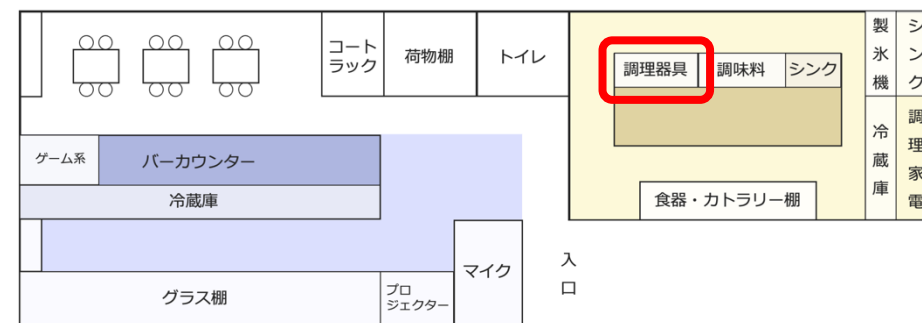 コート
ラック
荷物棚
トイレ
調理器具
調味料
シンク
製氷機
シンク
ゲーム系
バーカウンター
冷蔵庫
冷蔵庫
調理家電
食器・カトラリー棚
マイク
入口
グラス棚
プロ
ジェクター